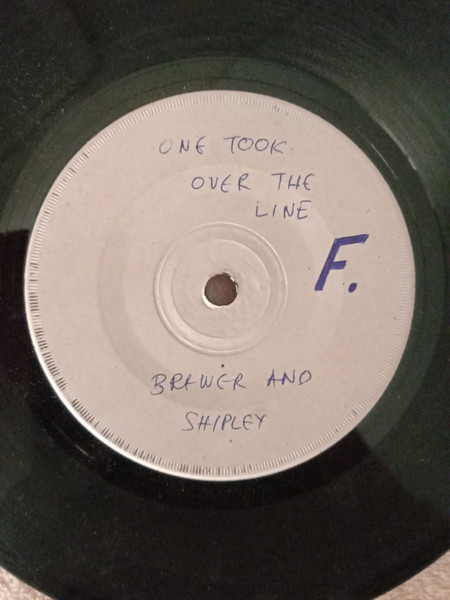 ONE TOOK
OVER THE
LINE
F.
BREWER AND
SHIPLEY